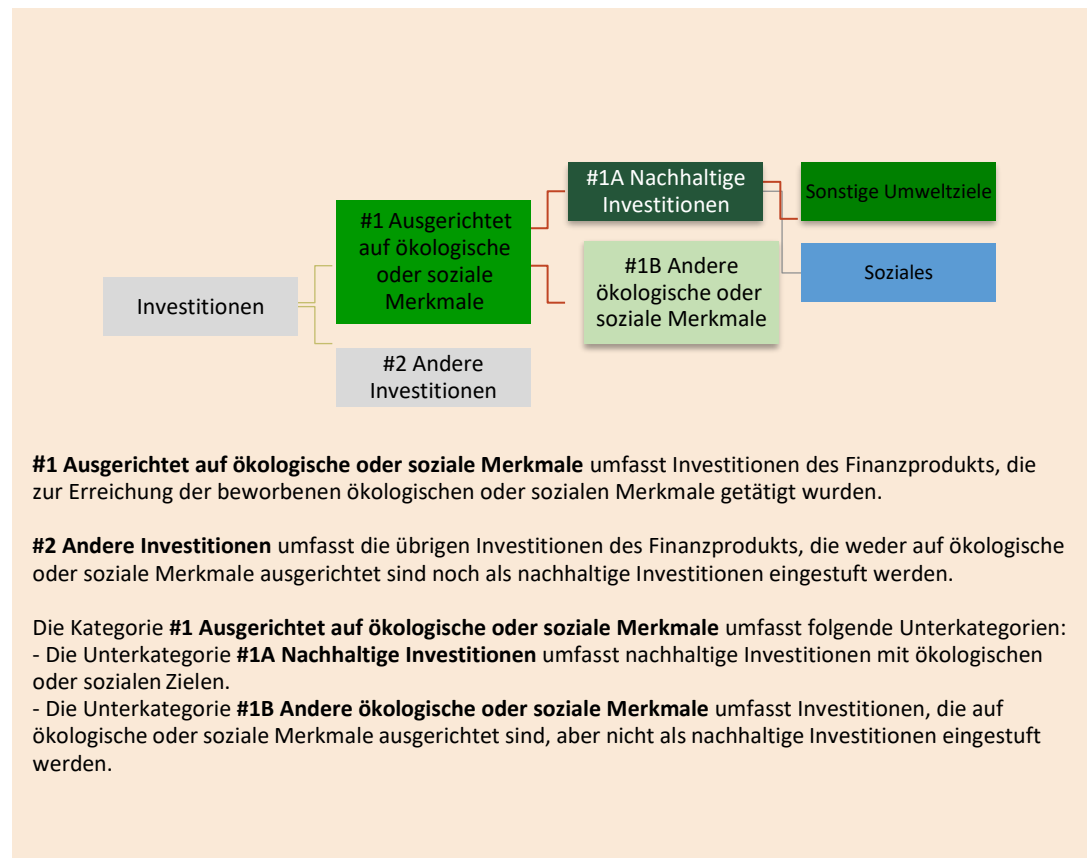 #1A Nachhaltige
Investitionen
Sonstige Umweltziele
#1 Ausgerichtet
auf ökologische
oder soziale
Merkmale
#1B Andere
ökologische oder
soziale Merkmale
Soziales
Investitionen
#2 Andere
Investitionen
#1 Ausgerichtet auf ökologische oder soziale Merkmale umfasst Investitionen des Finanzprodukts, die
zur Erreichung der beworbenen ökologischen oder sozialen Merkmale getätigt wurden.
#2 Andere Investitionen umfasst die übrigen Investitionen des Finanzprodukts, die weder auf ökologische
oder soziale Merkmale ausgerichtet sind noch als nachhaltige Investitionen eingestuft werden.
Die Kategorie #1 Ausgerichtet auf ökologische oder soziale Merkmale umfasst folgende Unterkategorien:
- Die Unterkategorie #1A Nachhaltige Investitionen umfasst nachhaltige Investitionen mit ökologischen
oder sozialen Zielen.
- Die Unterkategorie #1B Andere ökologische oder soziale Merkmale umfasst Investitionen, die auf
ökologische oder soziale Merkmale ausgerichtet sind, aber nicht als nachhaltige Investitionen eingestuft
werden.